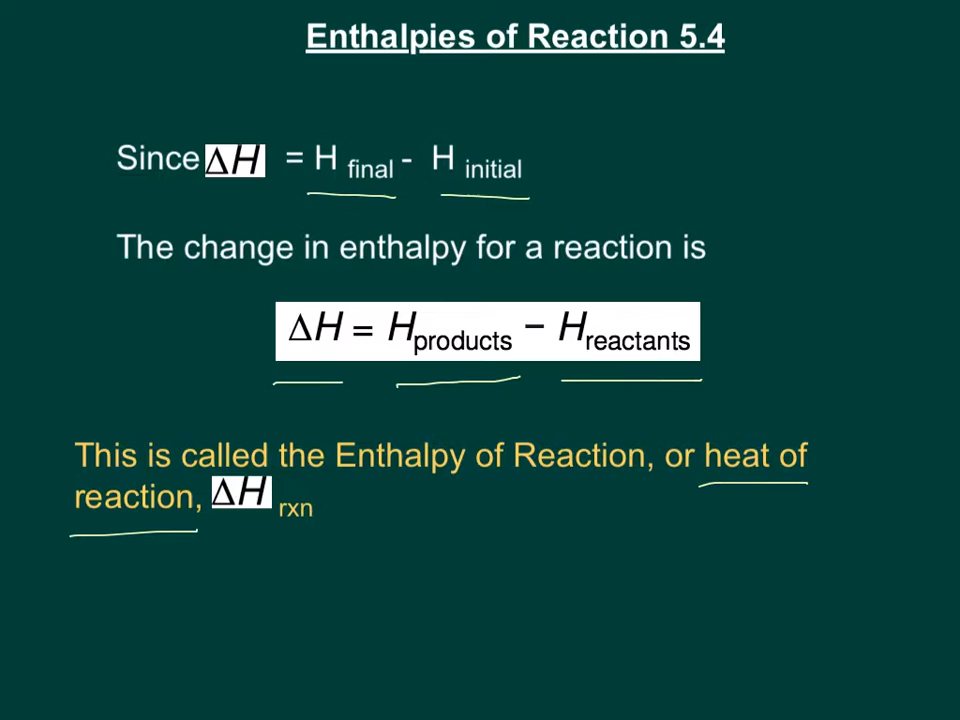 Enthalpies of Reaction 5.4
Since ΔH = H final - H initial
The change in enthalpy for a reaction is
ΔH = Hproducts − Hreactants
This is called the Enthalpy of Reaction, or heat of
reaction, ΔH rxn